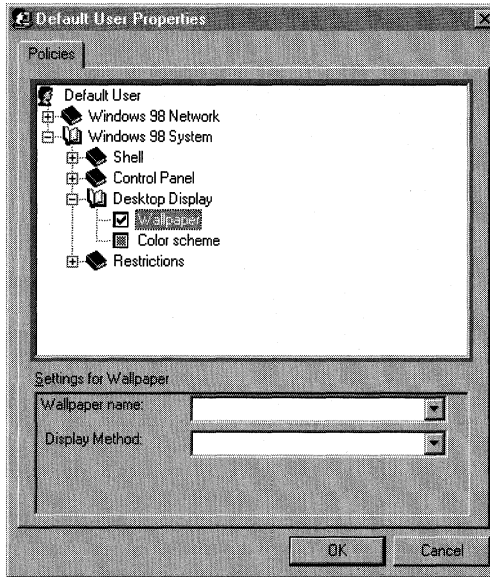 Default User Properties
Policies
Default User
Windows 98 Network
Windows 98 System
Shell
Control Panel
Desktop Display
Wallpaper
Color scheme
Restrictions
Settings for Wallpaper
Wallpaper name:
Display Method:
OK Cancel